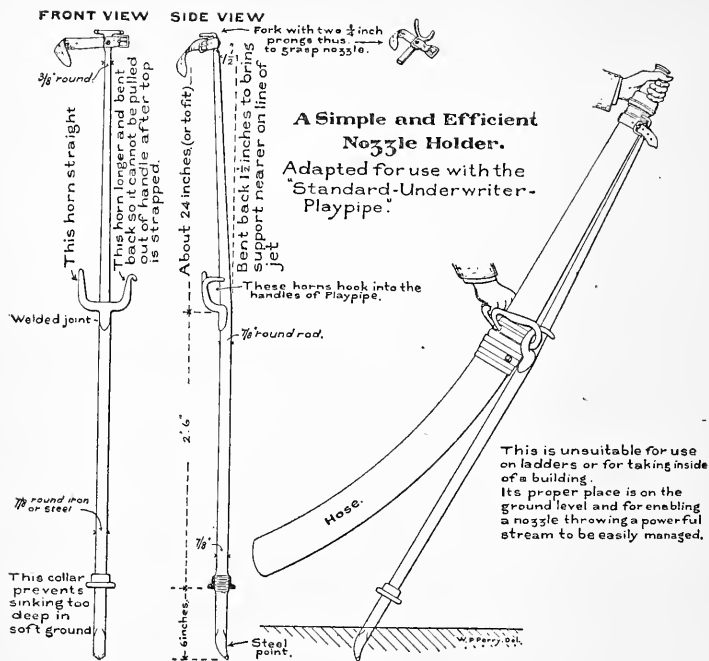 FRONT VIEW
SIDE VIEW
Fork with two 3/4 inch
prongs thus
to grasp nozzle.
3/8" round
1 1/2"
This horn straight
This horn longer and bent
back so it cannot be pulled
out of handle after top
is strapped.
About 24 inches, (or to fit)
Bent back 1 1/2 inches to bring
support nearer on line of
jet
A Simple and Efficient
Nozzle Holder.
Adapted for use with the
"Standard-Underwriter-
Playpipe."
These horns hook into the
handles of Playpipe.
Welded joint
7/8" round rod.
2'.6"
7/8 round iron
or steel
7/8"
This collar
prevents
sinking too
deep in
soft ground
6 inches,
Steel
point.
Hose.
This is unsuitable for use
on ladders or for taking inside
of a building.
Its proper place is on the
ground level and for enabling
a nozzle throwing a powerful
stream to be easily managed.
W.P. Perry. Del.